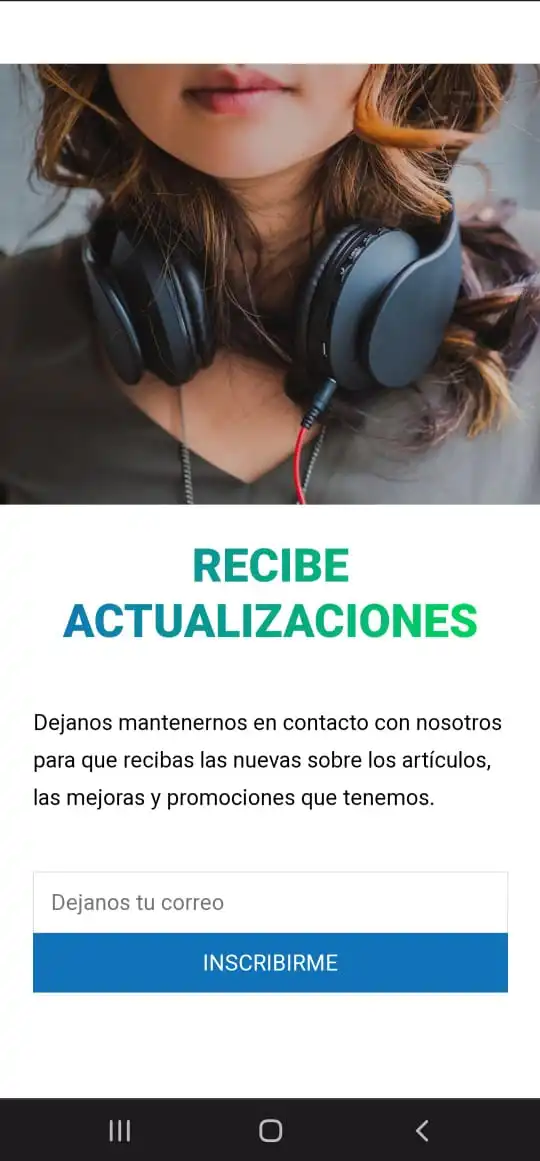 RECIBE
ACTUALIZACIONES
Dejanos mantenernos en contacto con nosotros
para que recibas las nuevas sobre los artículos,
las mejoras y promociones que tenemos.
Dejanos tu correo
INSCRIBIRME